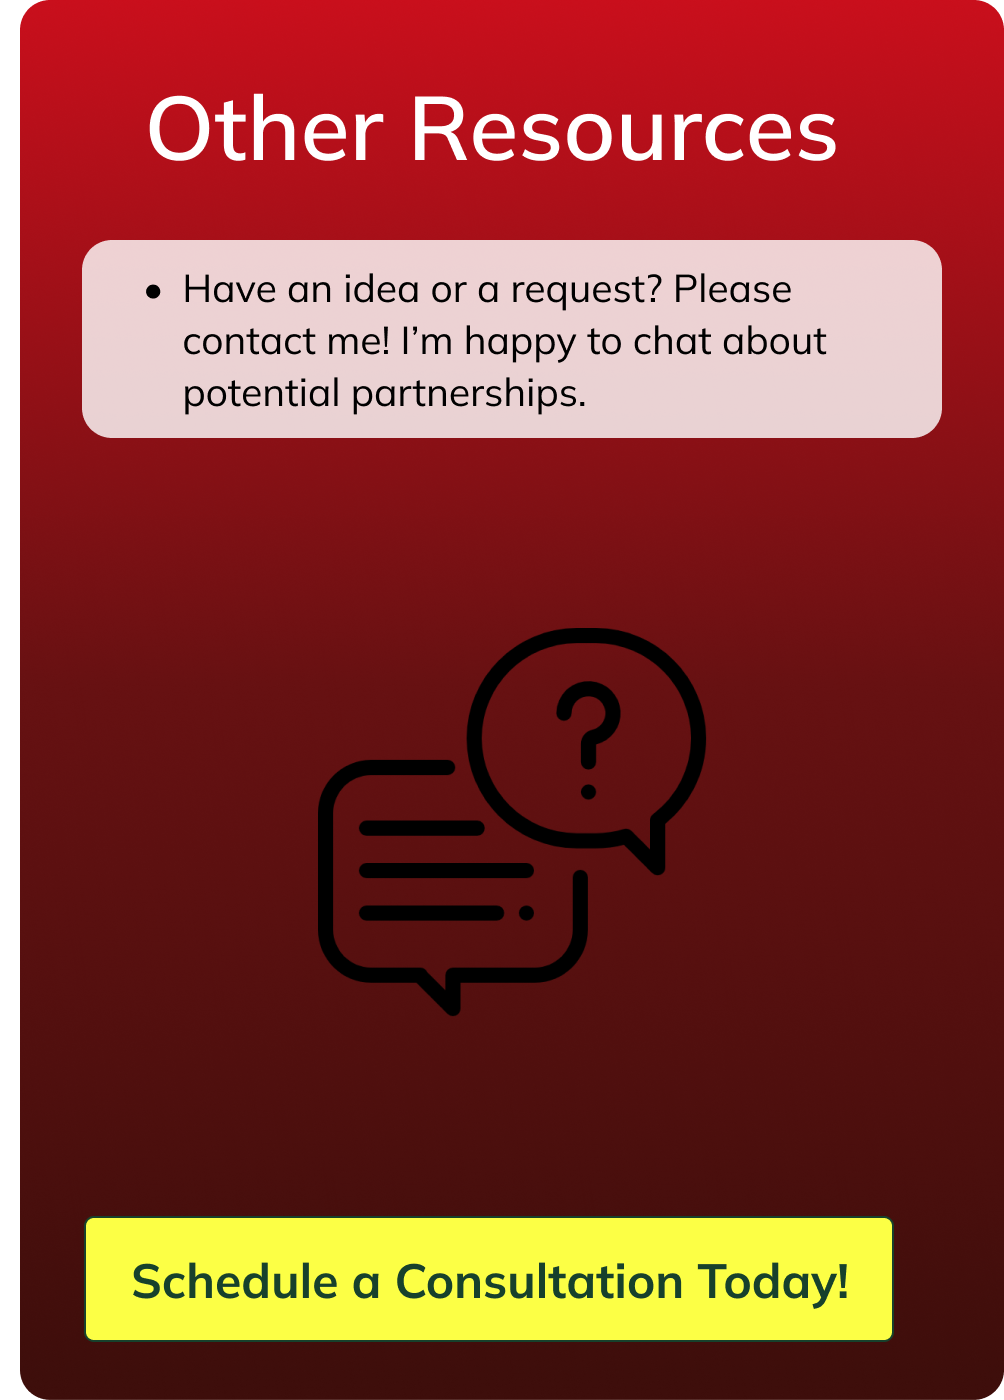 Other Resources
• Have an idea or a request? Please
contact me! I’m happy to chat about
potential partnerships.
?
Schedule a Consultation Today!